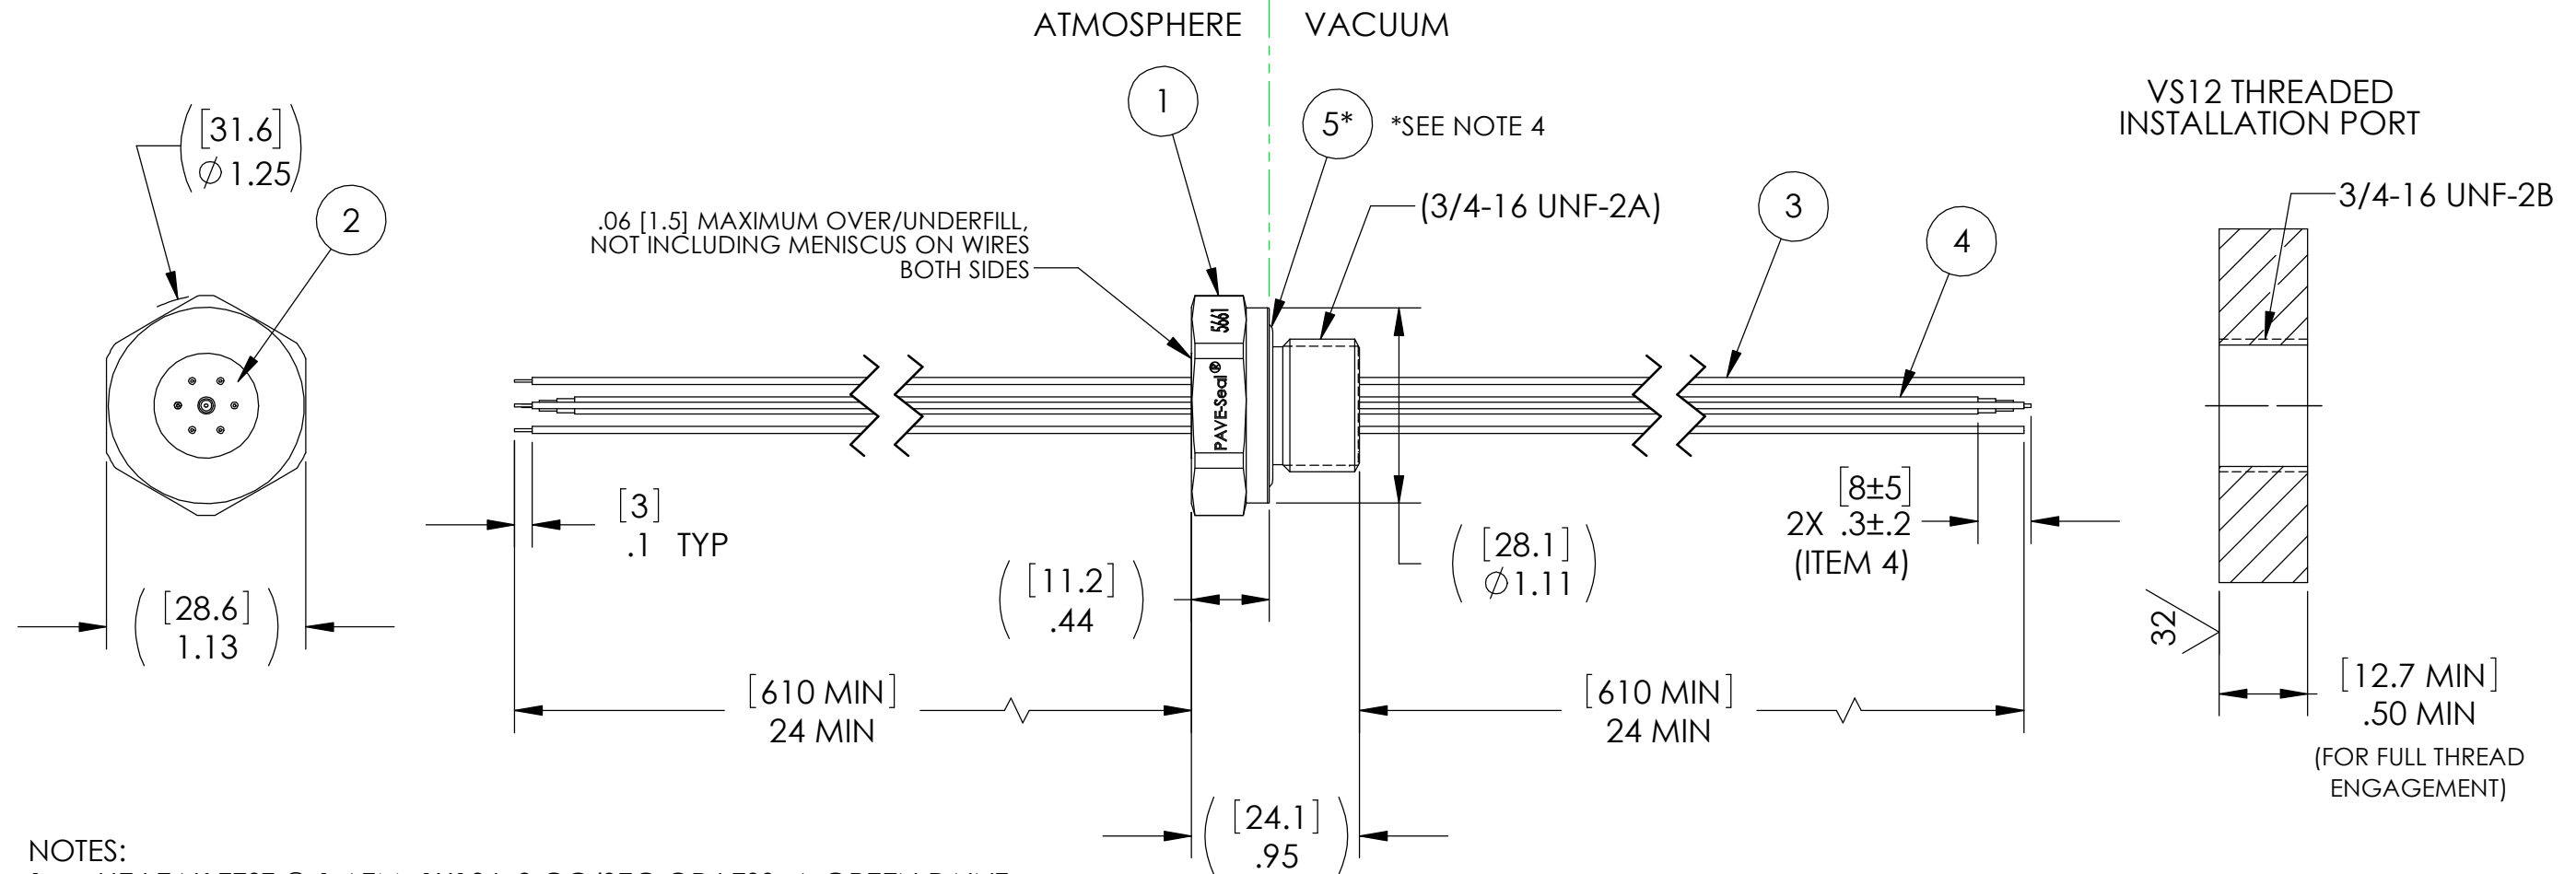 ATMOSPHERE
VACUUM
1
5*
*SEE NOTE 4
VS12 THREADED
INSTALLATION PORT
[31.6]
Ø 1.25
2
.06 [1.5] MAXIMUM OVER/UNDERFILL,
NOT INCLUDING MENISCUS ON WIRES
BOTH SIDES
(3/4-16 UNF-2A)
3
4
3/4-16 UNF-2B
5661
PAVE-Seal®
[3]
.1 TYP
[28.6]
1.13
[11.2]
.44
[28.1]
Ø1.11
[8±5]
2X .3±.2
(ITEM 4)
32
[610 MIN]
24 MIN
[610 MIN]
24 MIN
[12.7 MIN]
.50 MIN
(FOR FULL THREAD
ENGAGEMENT)
[24.1]
.95
NOTES: